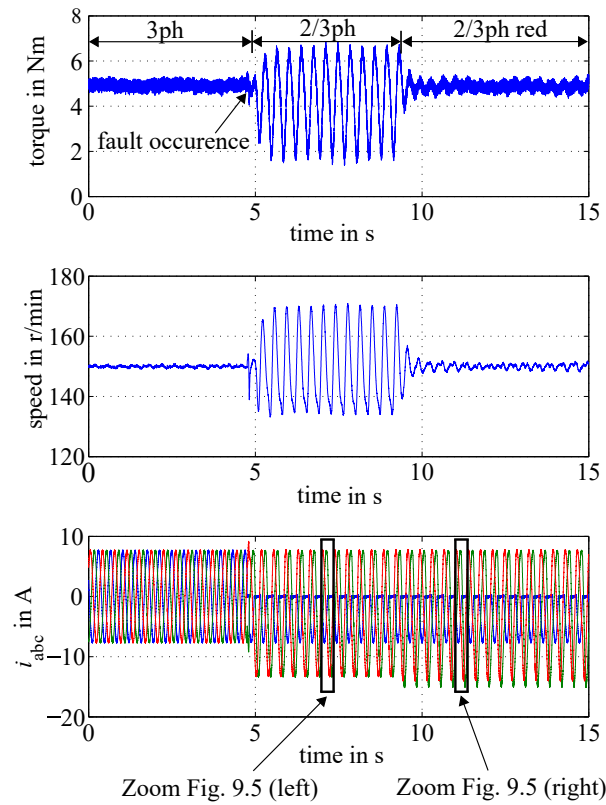 3ph
2/3ph
2/3ph red
8
6
4
2
0
torque in Nm
fault occurence
0
5
10
15
time in s
180
160
140
120
speed in r/min
0
5
10
15
time in s
10
0
−10
−20
i_abc in A
0
5
10
15
time in s
Zoom Fig. 9.5 (left)
Zoom Fig. 9.5 (right)